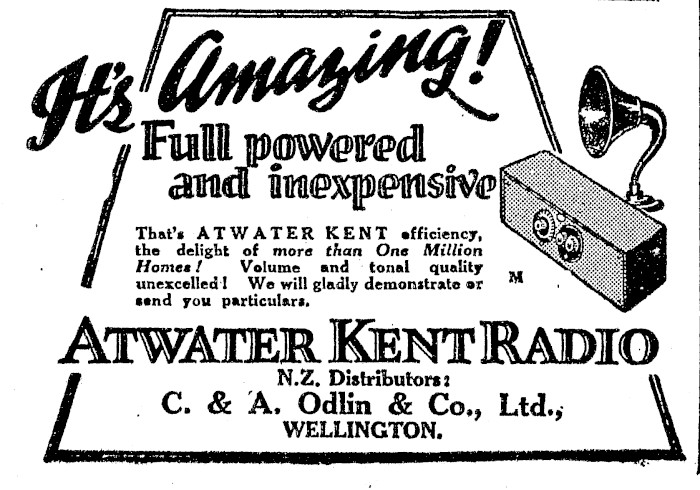 It's Amazing!
Full powered
and inexpensive
That's ATWATER KENT efficiency,
the delight of more than One Million
Homes! Volume and tonal quality
unexcelled! We will gladly demonstrate or
send you particulars.
M
ATWATER KENT RADIO
N.Z. Distributors:
C. & A. Odlin & Co., Ltd.,
WELLINGTON.